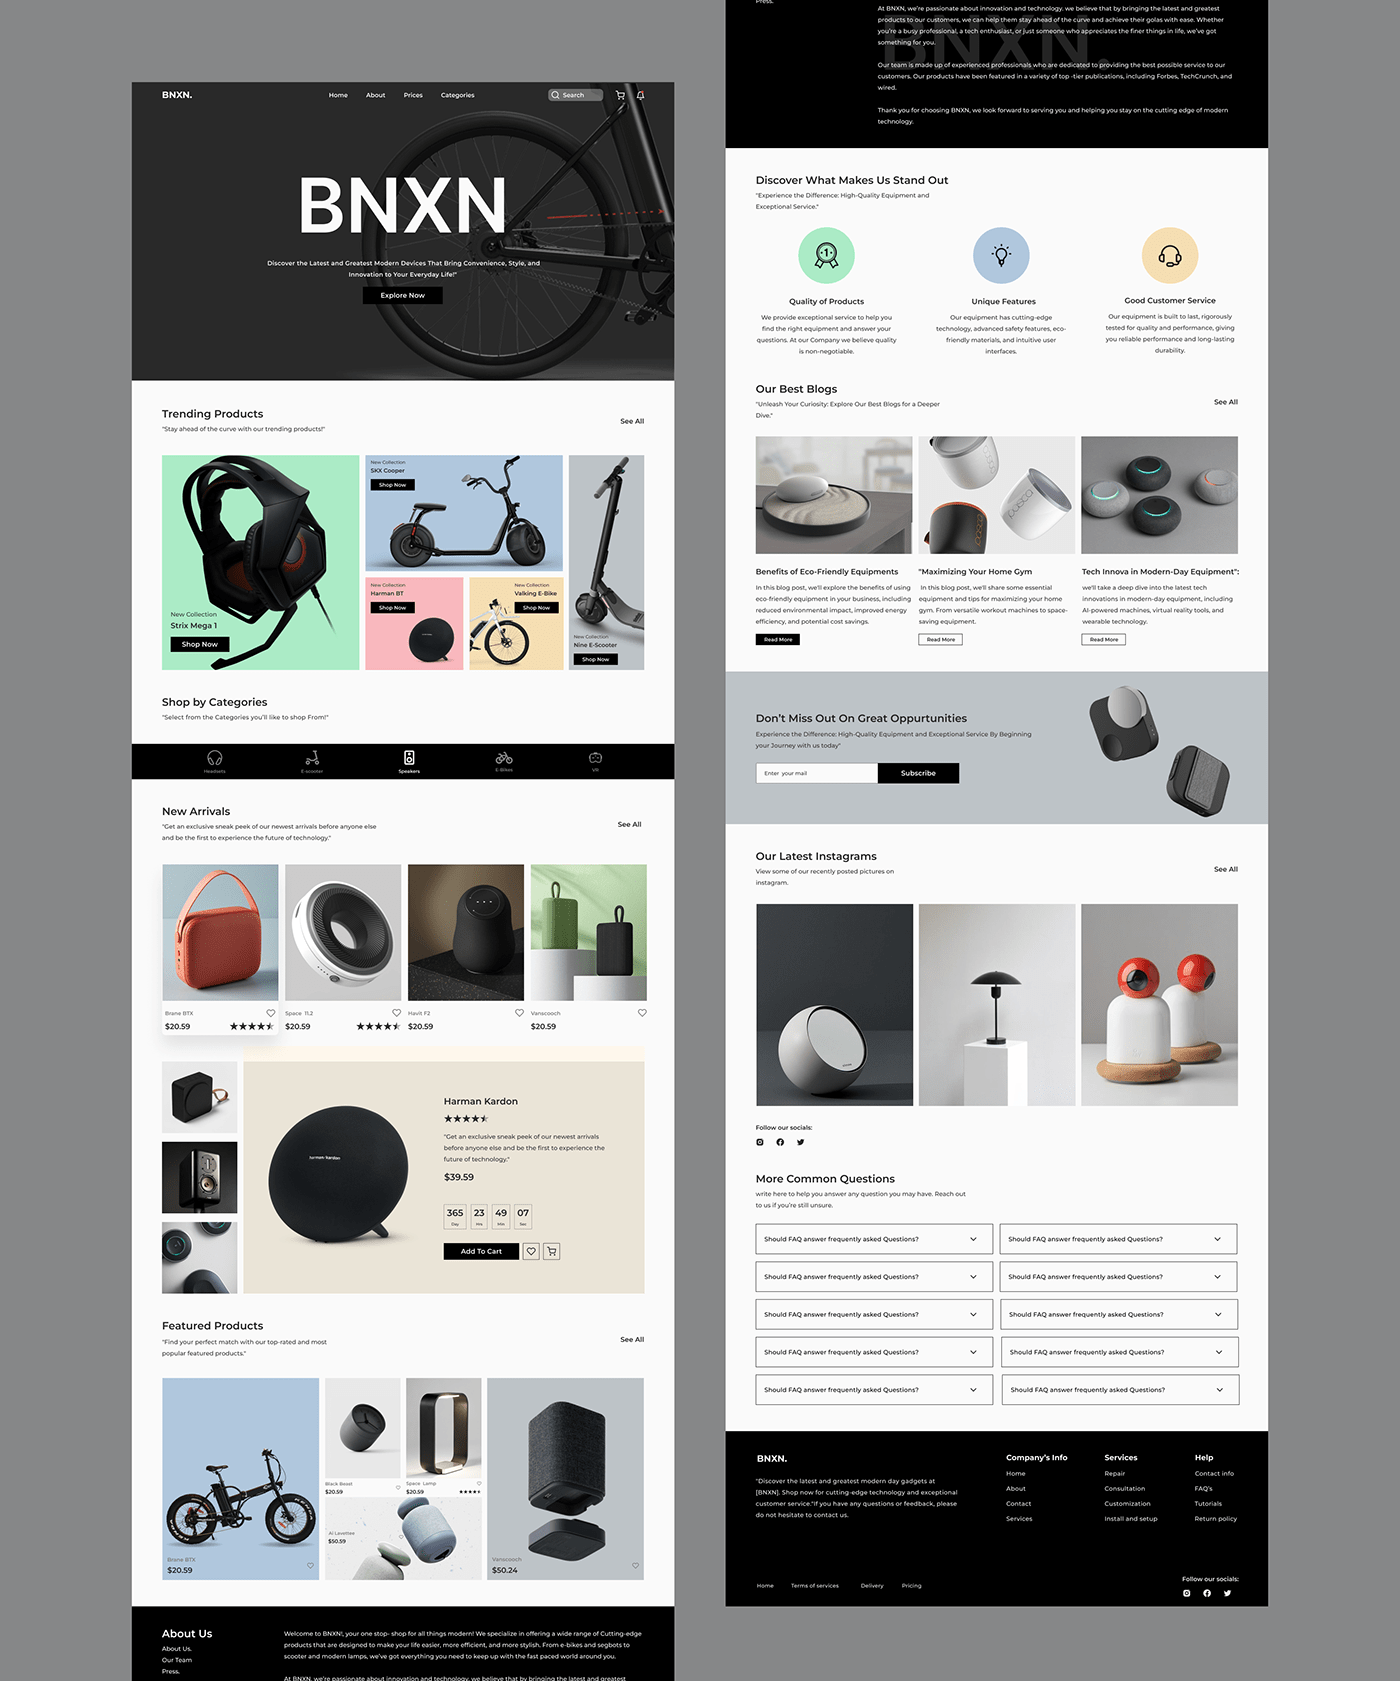 BNXN.
Home
About
Prices
Categories
Search
BNXN
Discover the Latest and Greatest Modern Devices That Bring Convenience, Style, and
Innovation to Your Everyday Life!"
Explore Now
Trending Products
"Stay ahead of the curve with our trending products!"
See All
New Collection
Strix Mega 1
Shop Now
New Collection
SKX Cooper
Shop Now
New Collection
Harman BT
Shop Now
New Collection
Valking E-Bike
Shop Now
New Collection
Nine E-Scooter
Shop Now
Shop by Categories
"Select from the Categories you'll like to shop From!"
Headsets
E-scooter
Speakers
E-Bikes
VR
New Arrivals
"Get an exclusive sneak peek of our newest arrivals before anyone else
and be the first to experience the future of technology."
See All
Brane BTX
$20.59
Space 11.2
$20.59
Havit F2
$20.59
Vanscooch
$20.59
harman/kardon
Harman Kardon
"Get an exclusive sneak peek of our newest arrivals
before anyone else and be the first to experience the
future of technology."
$39.59
365
Day
23
Hrs
49
Min
07
Sec
Add To Cart
Featured Products
"Find your perfect match with our top-rated and most
popular featured products."
See All
Brane BTX
$20.59
Black Beast
$20.59
Space Lamp
$20.59
Al Levettee
$50.59
Vanscooch
$50.24
About Us
About Us.
Our Team
Press.
Welcome to BNXN!, your one stop- shop for all things modern! We specialize in offering a wide range of Cutting-edge
products that are designed to make your life easier, more efficient, and more stylish. From e-bikes and segbots to
scooter and modern lamps, we've got everything you need to keep up with the fast paced world around you.
At BNXN, we're passionate about innovation and technology. we believe that by bringing the latest and greatest
Press.
BNXN.
At BNXN, we're passionate about innovation and technology. we believe that by bringing the latest and greatest
products to our customers, we can help them stay ahead of the curve and achieve their golas with ease. Whether
you're a busy professional, a tech enthusiast, or just someone who appreciates the finer things in life, we've got
something for you.
Our team is made up of experienced professionals who are dedicated to providing the best possible service to our
customers. Our products have been featured in a variety of top -tier publications, including Forbes, TechCrunch, and
wired.
Thank you for choosing BNXN, we look forward to serving you and helping you stay on the cutting edge of modern
technology.
Discover What Makes Us Stand Out
"Experience the Difference: High-Quality Equipment and
Exceptional Service."
1
Quality of Products
We provide exceptional service to help you
find the right equipment and answer your
questions. At our Company we believe quality
is non-negotiable.
Unique Features
Our equipment has cutting-edge
technology, advanced safety features, eco-
friendly materials, and intuitive user
interfaces.
Good Customer Service
Our equipment is built to last, rigorously
tested for quality and performance, giving
you reliable performance and long-lasting
durability.
Our Best Blogs
"Unleash Your Curiosity: Explore Our Best Blogs for a Deeper
Dive."
See All
Benefits of Eco-Friendly Equipments
In this blog post, we'll explore the benefits of using
eco-friendly equipment in your business, including
reduced environmental impact, improved energy
efficiency, and potential cost savings.
Read More
"Maximizing Your Home Gym
In this blog post, we'll share some essential
equipment and tips for maximizing your home
gym. From versatile workout machines to space-
saving equipment.
Read More
Tech Innova in Modern-Day Equipment":
we'll take a deep dive into the latest tech
innovations in modern-day equipment, including
AI-powered machines, virtual reality tools, and
wearable technology.
Read More
Don't Miss Out On Great Oppurtunities
Experience the Difference: High-Quality Equipment and Exceptional Service By Beginning
your Journey with us today"
Enter your mail
Subscribe
Our Latest Instagrams
View some of our recently posted pictures on
instagram.
See All
Follow our socials:
More Common Questions
write here to help you answer any question you may have. Reach out
to us if you're still unsure.
Should FAQ answer frequently asked Questions?
Should FAQ answer frequently asked Questions?
Should FAQ answer frequently asked Questions?
Should FAQ answer frequently asked Questions?
Should FAQ answer frequently asked Questions?
Should FAQ answer frequently asked Questions?
Should FAQ answer frequently asked Questions?
Should FAQ answer frequently asked Questions?
Should FAQ answer frequently asked Questions?
Should FAQ answer frequently asked Questions?
BNXN.
"Discover the latest and greatest modern day gadgets at
[BNXN]. Shop now for cutting-edge technology and exceptional
customer service."If you have any questions or feedback, please
do not hesitate to contact us.
Company's Info
Home
About
Contact
Services
Services
Repair
Consultation
Customization
Install and setup
Help
Contact info
FAQ's
Tutorials
Return policy
Home
Terms of services
Delivery
Pricing
Follow our socials: